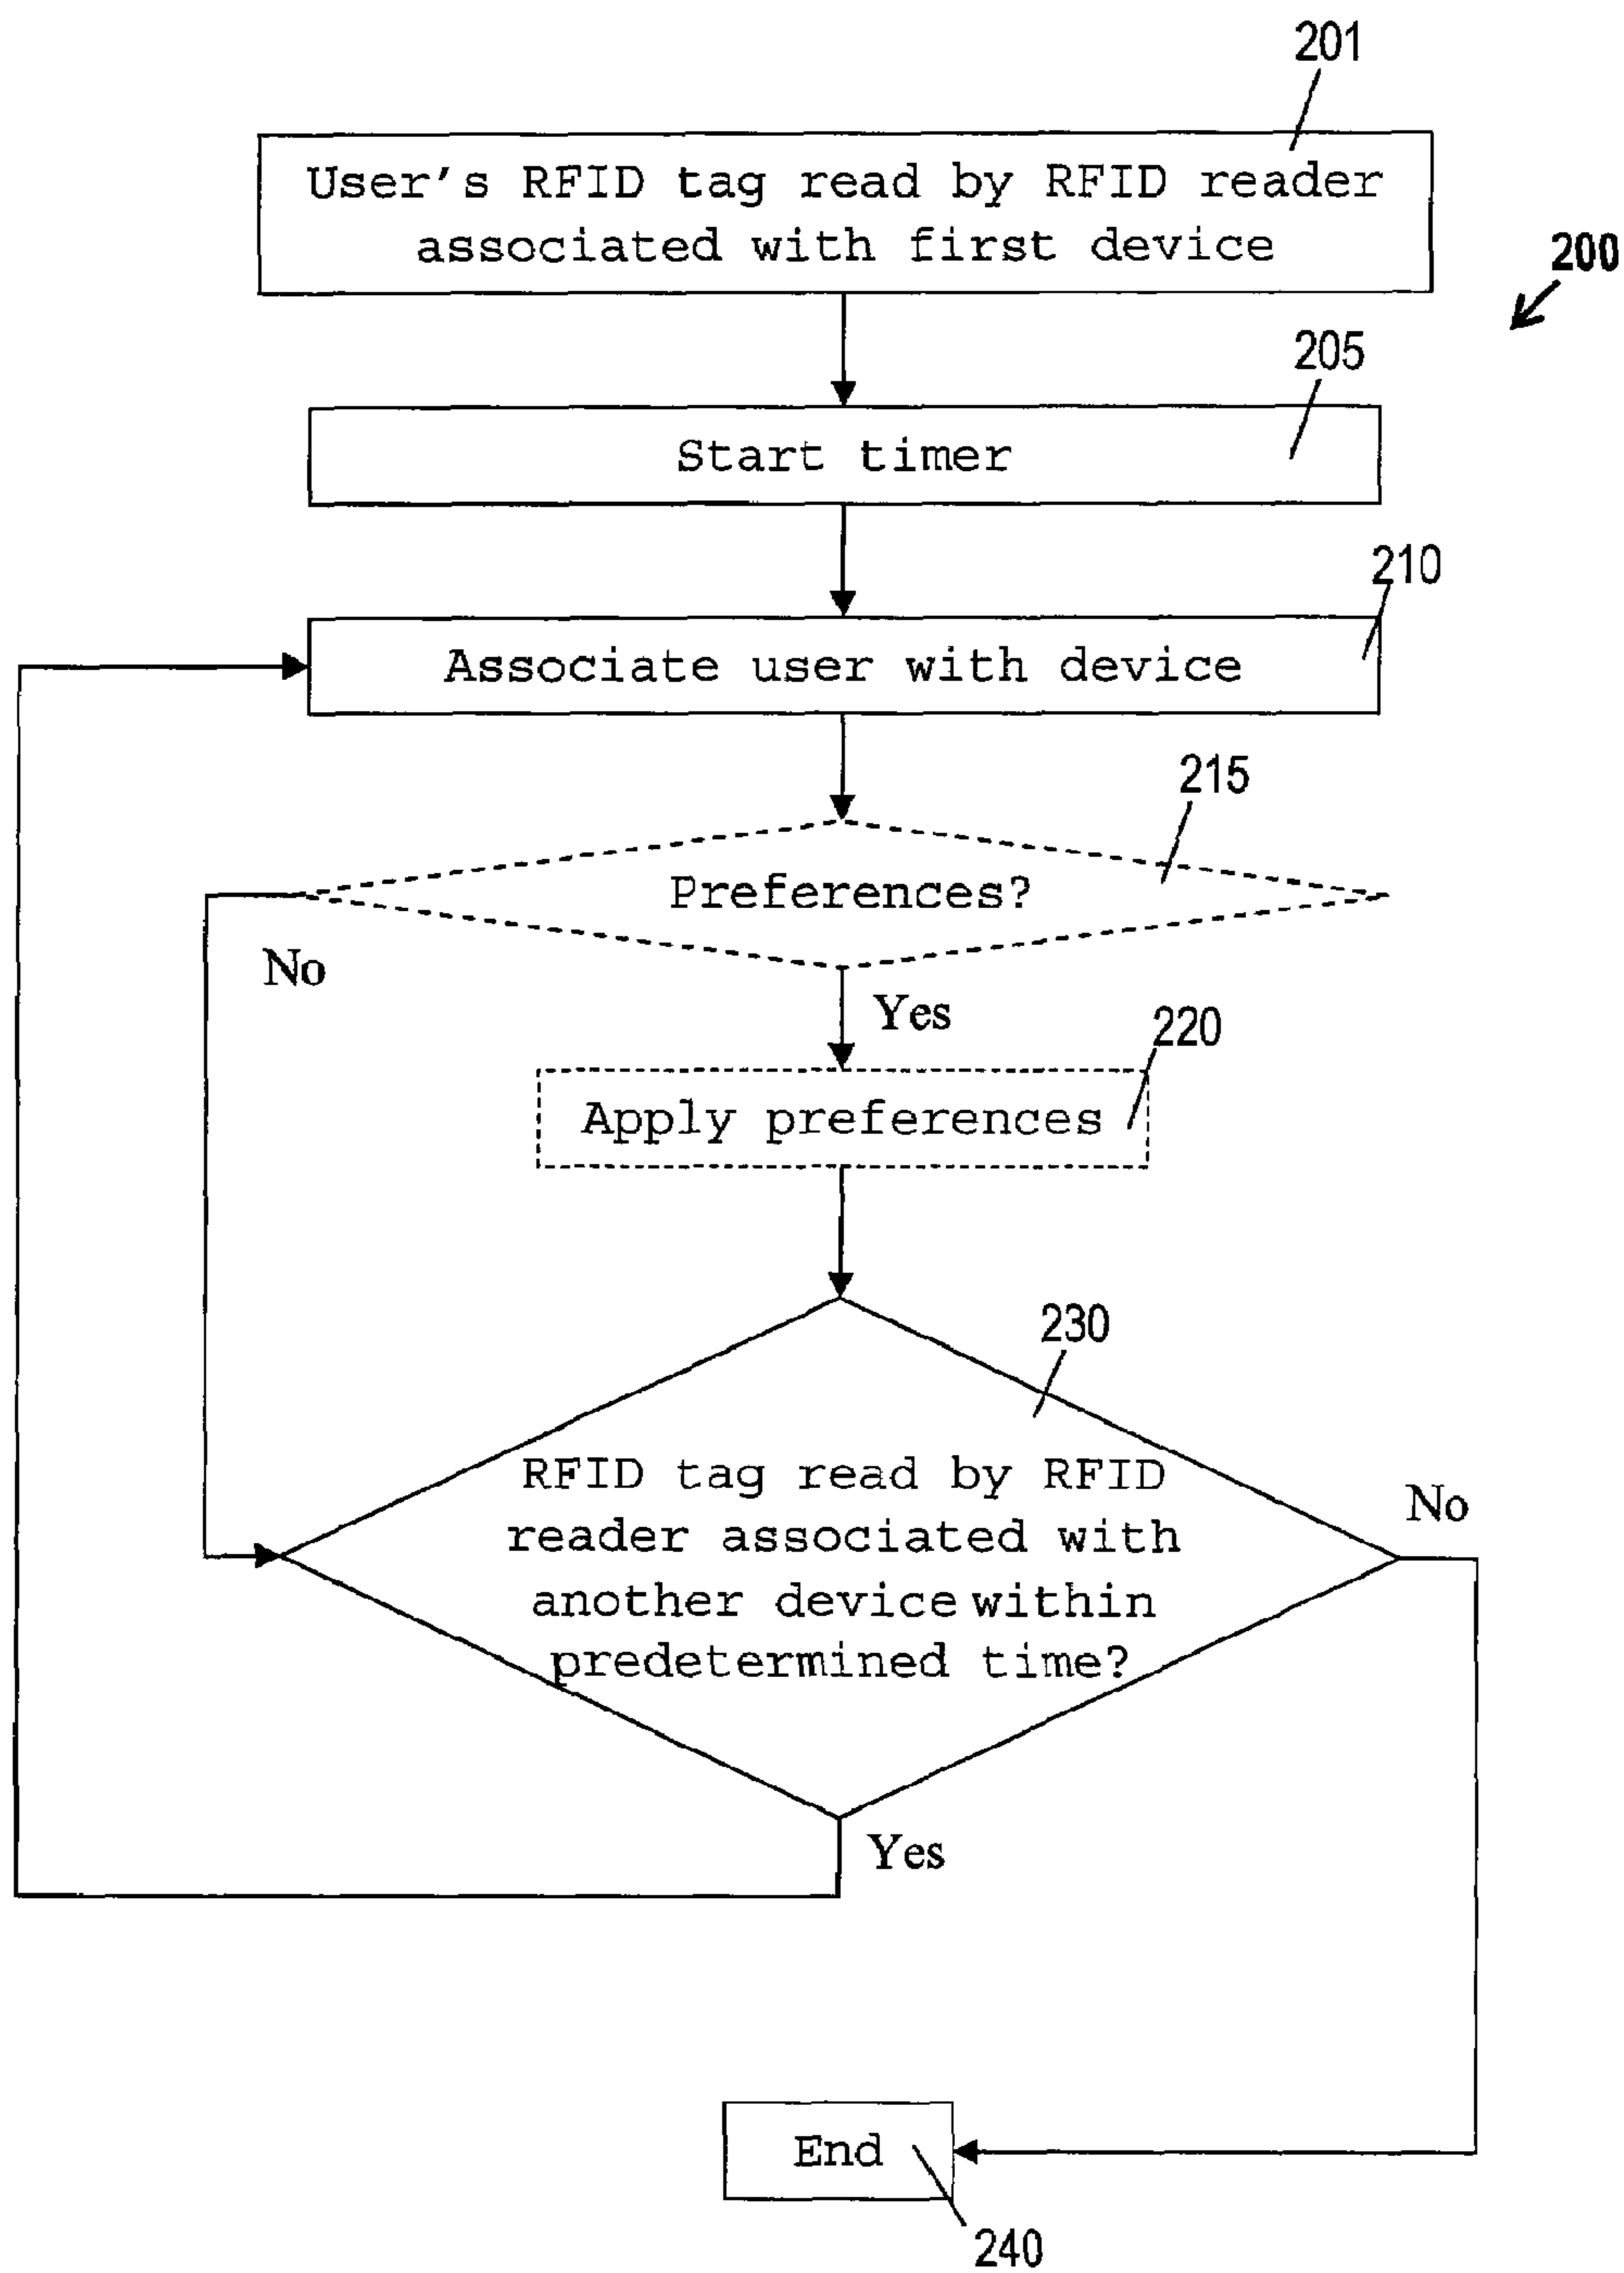 201
User's RFID tag read by RFID reader
associated with first device
200
205
Start timer
210
Associate user with device
215
Preferences?
No
Yes
220
Apply preferences
230
RFID tag read by RFID
reader associated with
another device within
predetermined time?
No
Yes
End
240